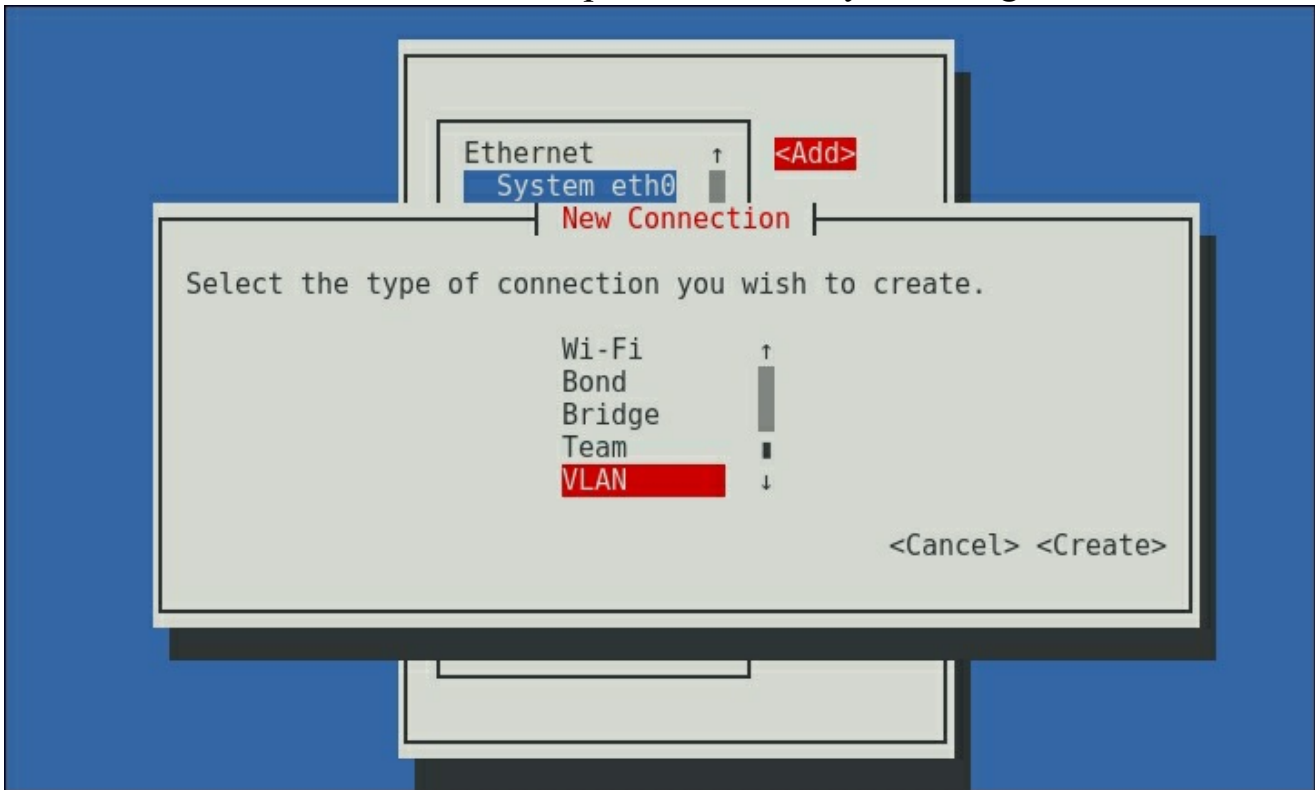 Ethernet ↑ <Add>
System eth0
New Connection
Select the type of connection you wish to create.
Wi-Fi ↑
Bond
Bridge
Team
VLAN ↓
<Cancel> <Create>